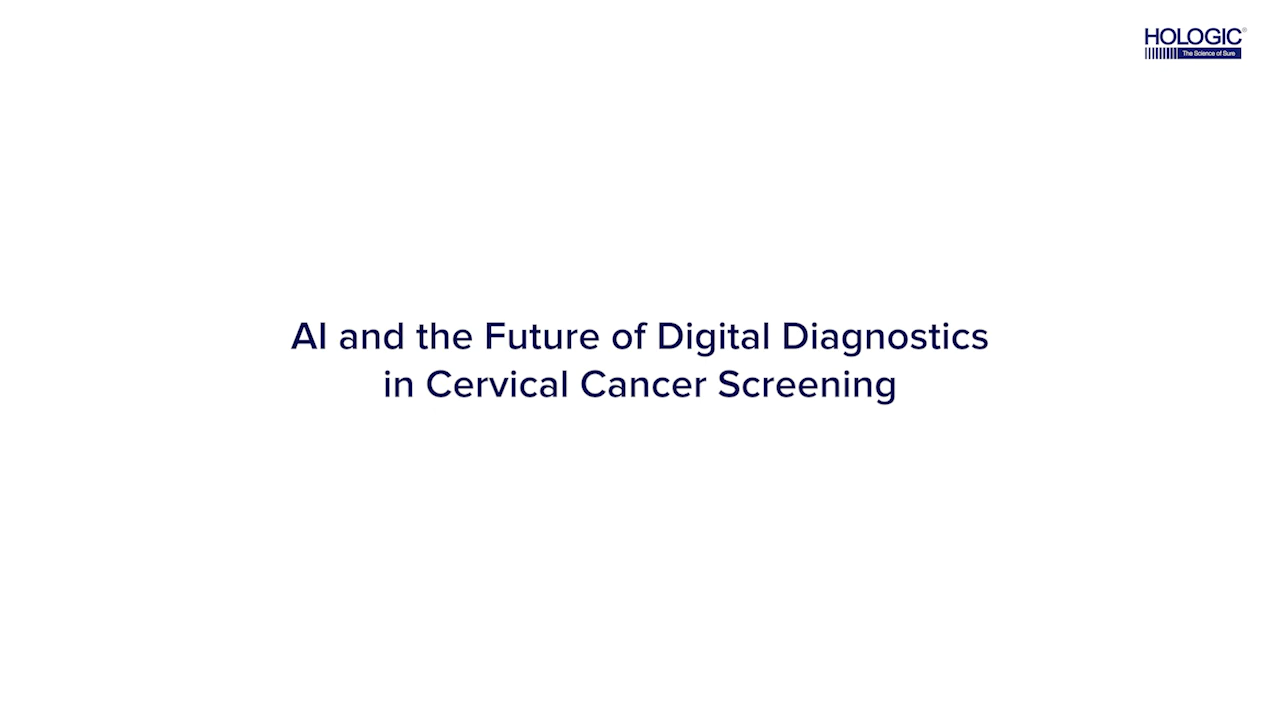 HOLOGIC®
The Science of Sure
AI and the Future of Digital Diagnostics
in Cervical Cancer Screening